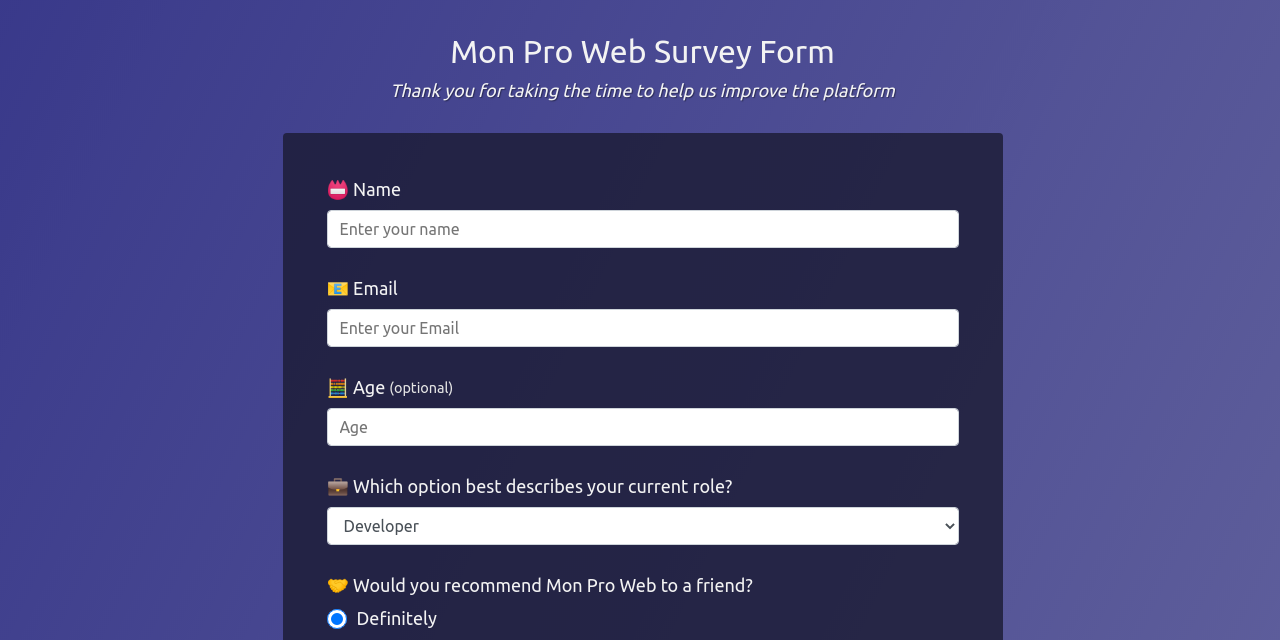 Mon Pro Web Survey Form
Thank you for taking the time to help us improve the platform
📛 Name
Enter your name
📧 Email
Enter your Email
🧮 Age (optional)
Age
💼 Which option best describes your current role?
Developer
🤝 Would you recommend Mon Pro Web to a friend?
Definitely